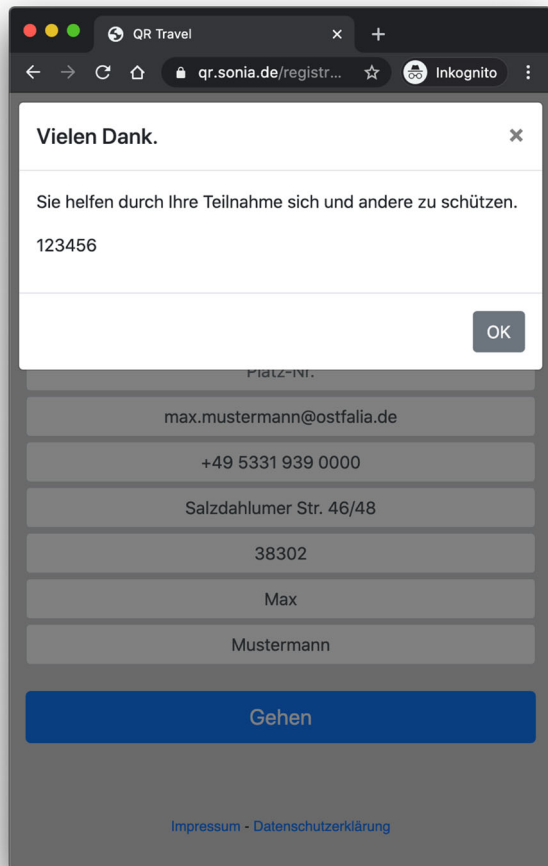 QR Travel
qr.sonia.de/registr...
Inkognito
Vielen Dank.
Sie helfen durch Ihre Teilnahme sich und andere zu schützen.
123456
OK
Platz-Nr.
max.mustermann@ostfalia.de
+49 5331 939 0000
Salzdahlumer Str. 46/48
38302
Max
Mustermann
Gehen
Impressum - Datenschutzerklärung